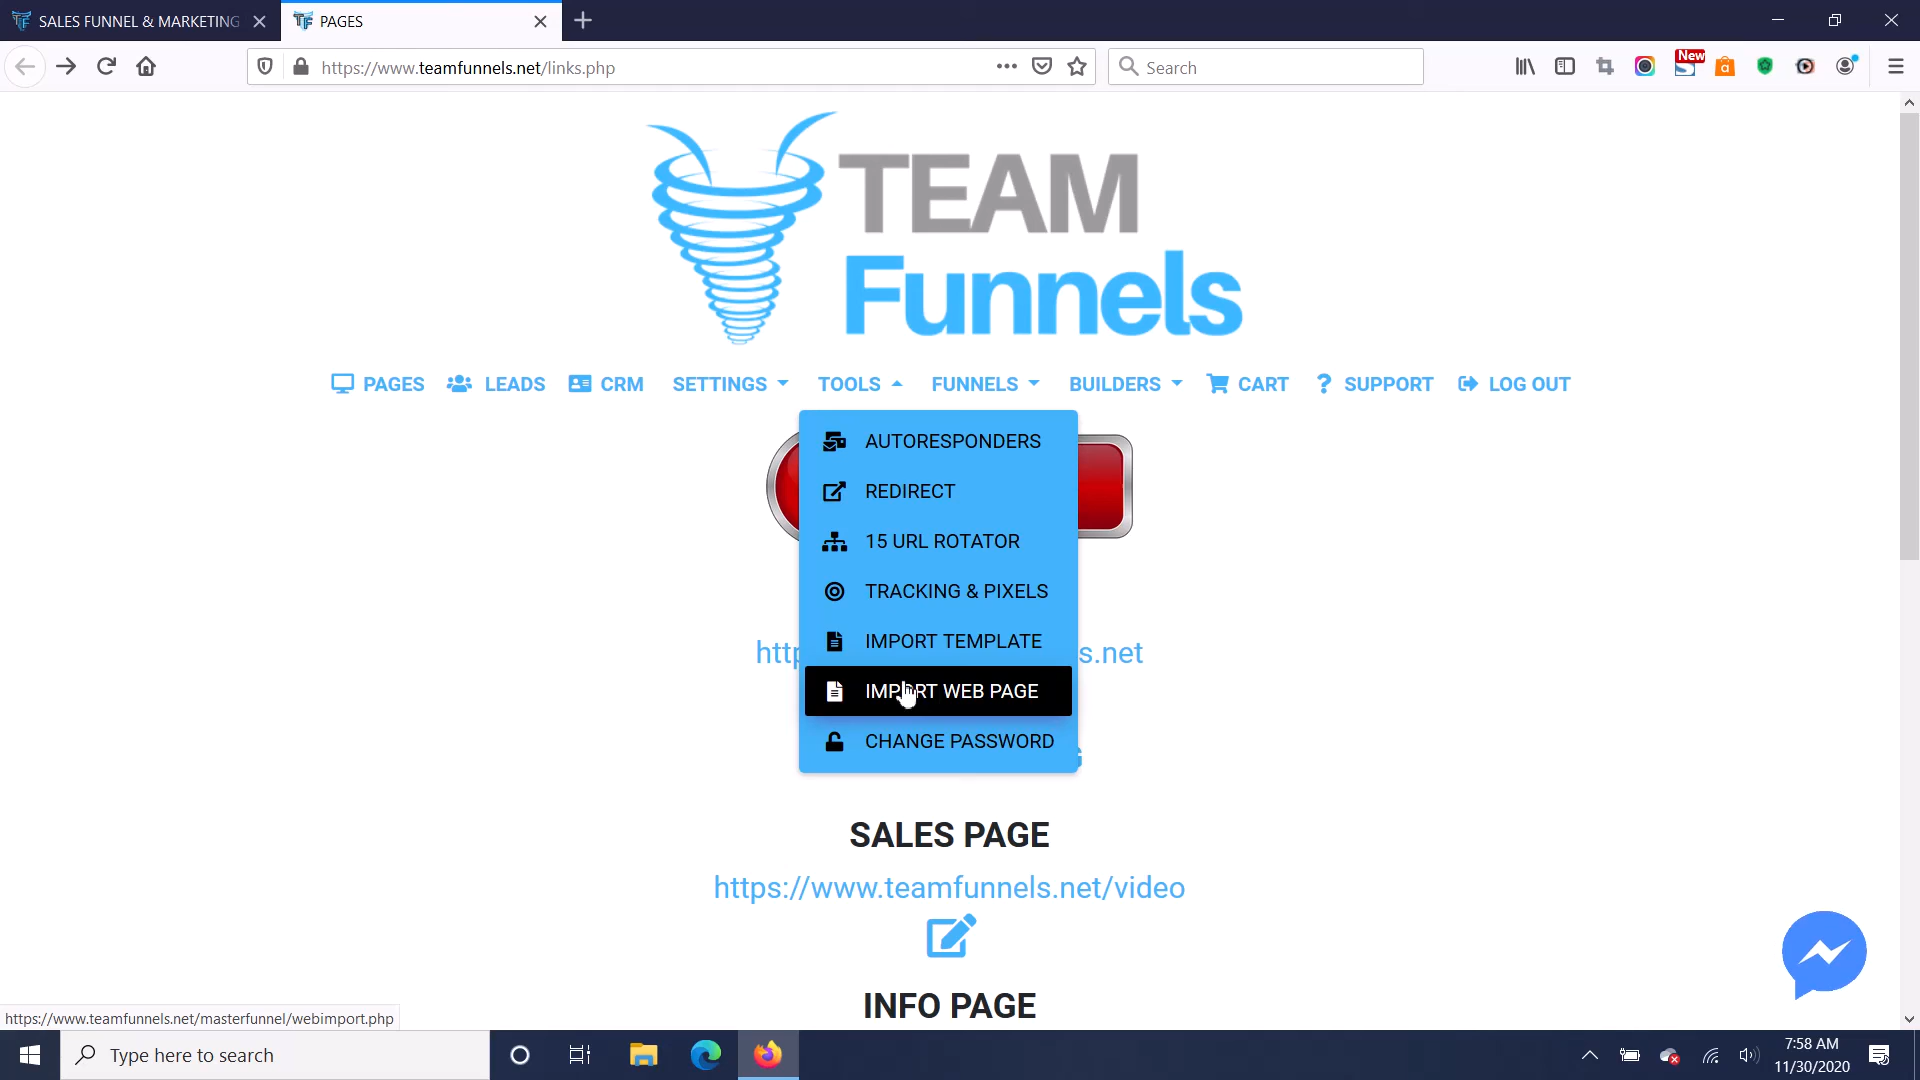 SALES FUNNEL & MARKETING
PAGES
https://www.teamfunnels.net/links.php
Search
New
TEAM
Funnels
PAGES LEADS CRM SETTINGS TOOLS FUNNELS BUILDERS CART ? SUPPORT LOG OUT
AUTORESPONDERS
REDIRECT
15 URL ROTATOR
TRACKING & PIXELS
IMPORT TEMPLATE
http s.net
IMPORT WEB PAGE
CHANGE PASSWORD
SALES PAGE
https://www.teamfunnels.net/video
INFO PAGE
https://www.teamfunnels.net/masterfunnel/webimport.php
Type here to search
7:58 AM
11/30/2020